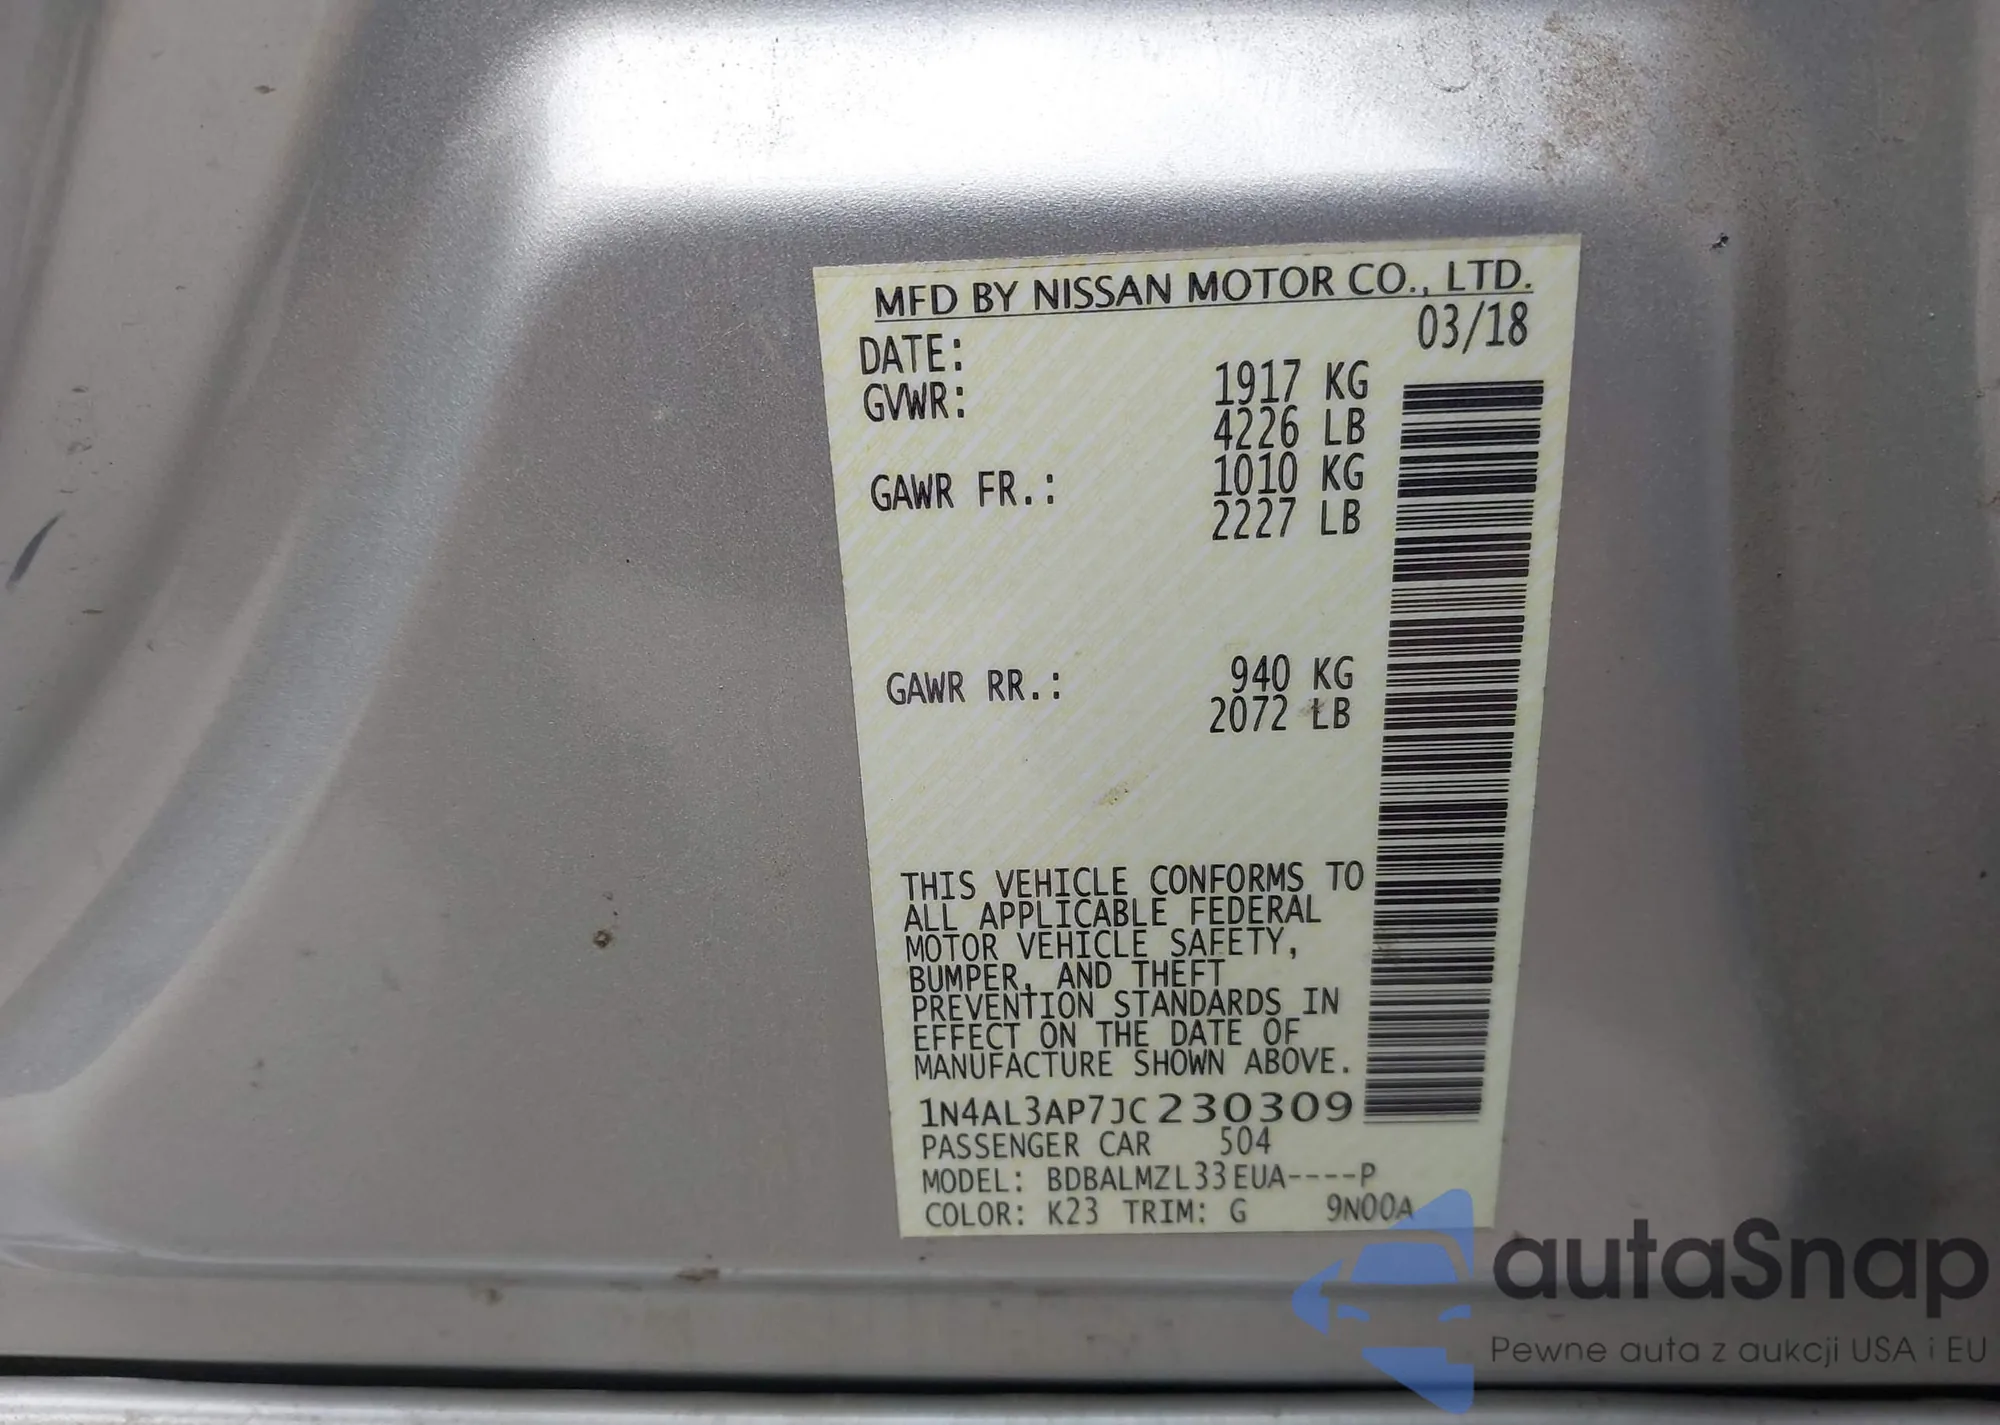 MFD BY NISSAN MOTOR CO., LTD.
DATE: 03/18
GVWR: 1917 KG
4226 LB
GAWR FR.: 1010 KG
2227 LB
GAWR RR.: 940 KG
2072 LB
THIS VEHICLE CONFORMS TO
ALL APPLICABLE FEDERAL
MOTOR VEHICLE SAFETY,
BUMPER, AND THEFT
PREVENTION STANDARDS IN
EFFECT ON THE DATE OF
MANUFACTURE SHOWN ABOVE.
1N4AL3AP7JC230309
PASSENGER CAR 504
MODEL: BDBALMZL33EUA----P
COLOR: K23 TRIM: G 9N00A
autaSnap
Pewne auta z aukcji USA i EU